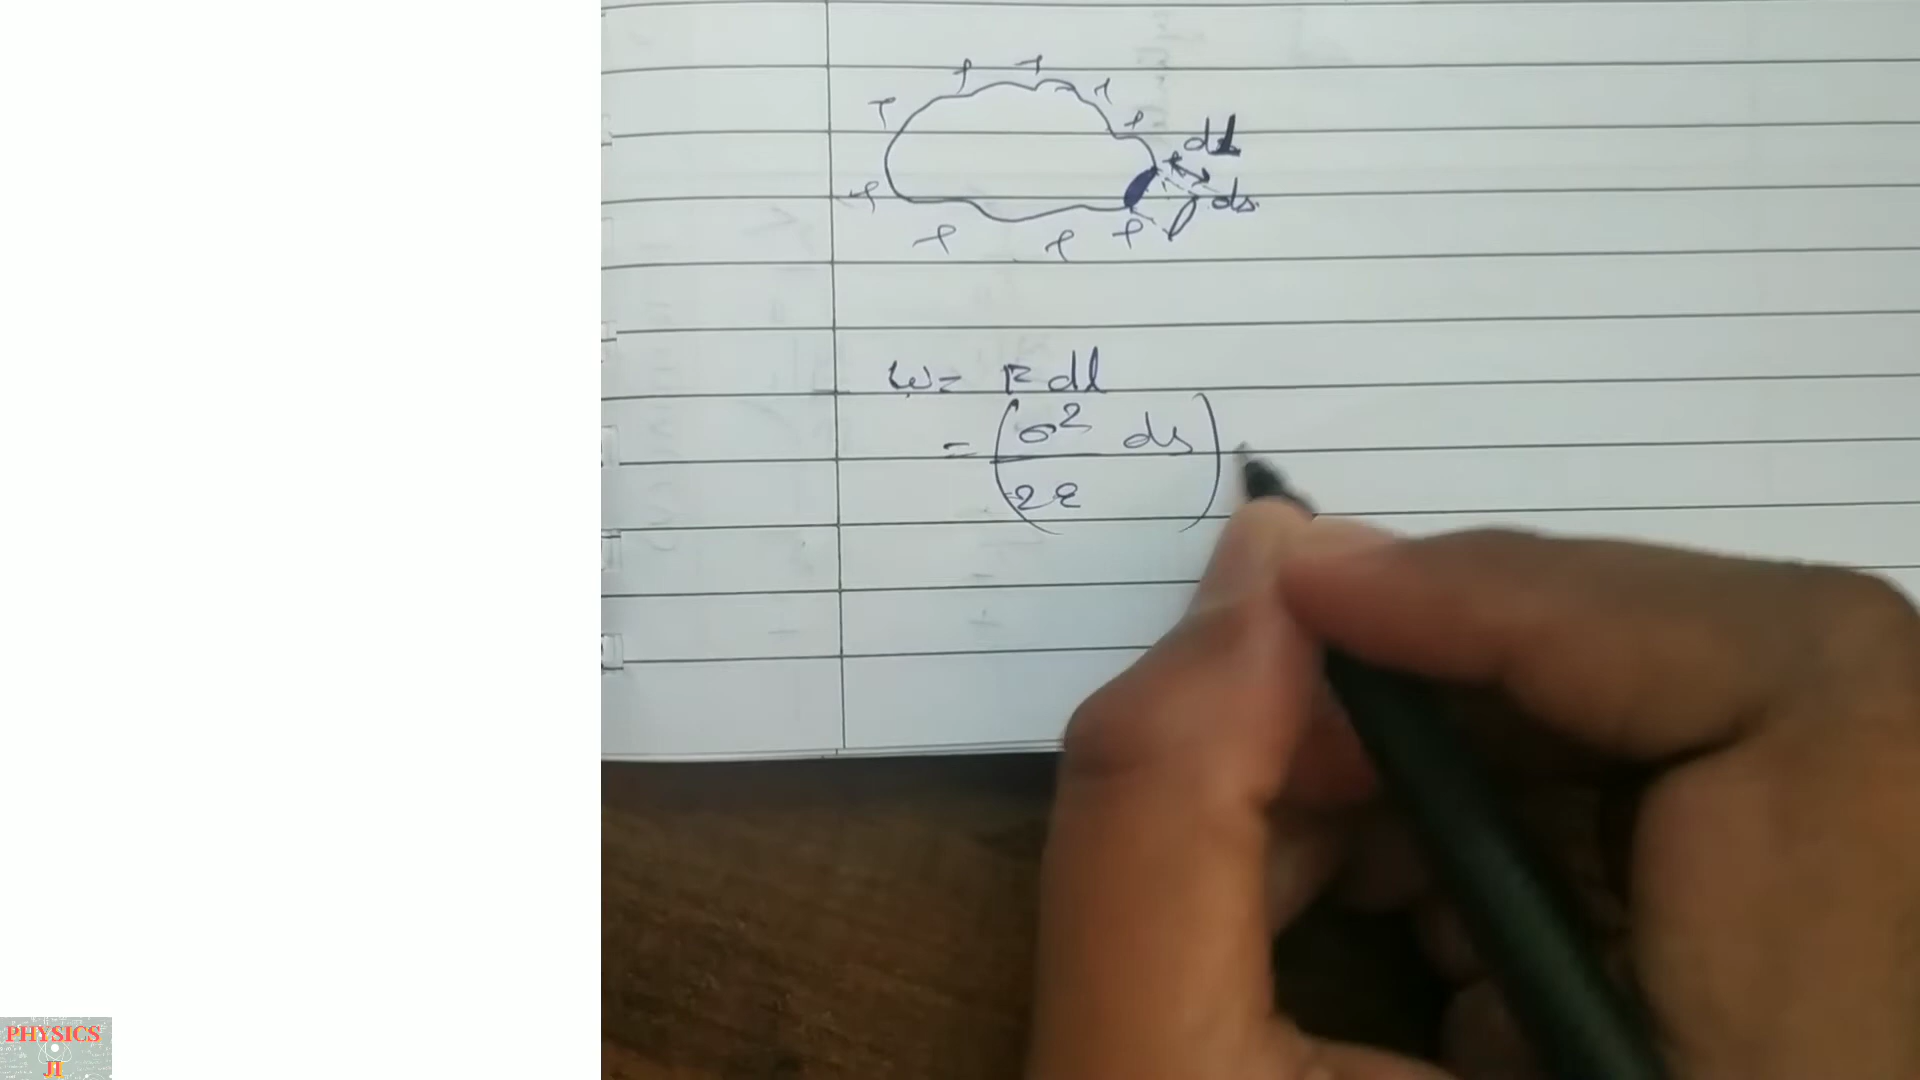 + + + +
+ +
dl
+ ds
+ + + +
W = F dl
= (σ² ds)
2ε
PHYSICS
JI